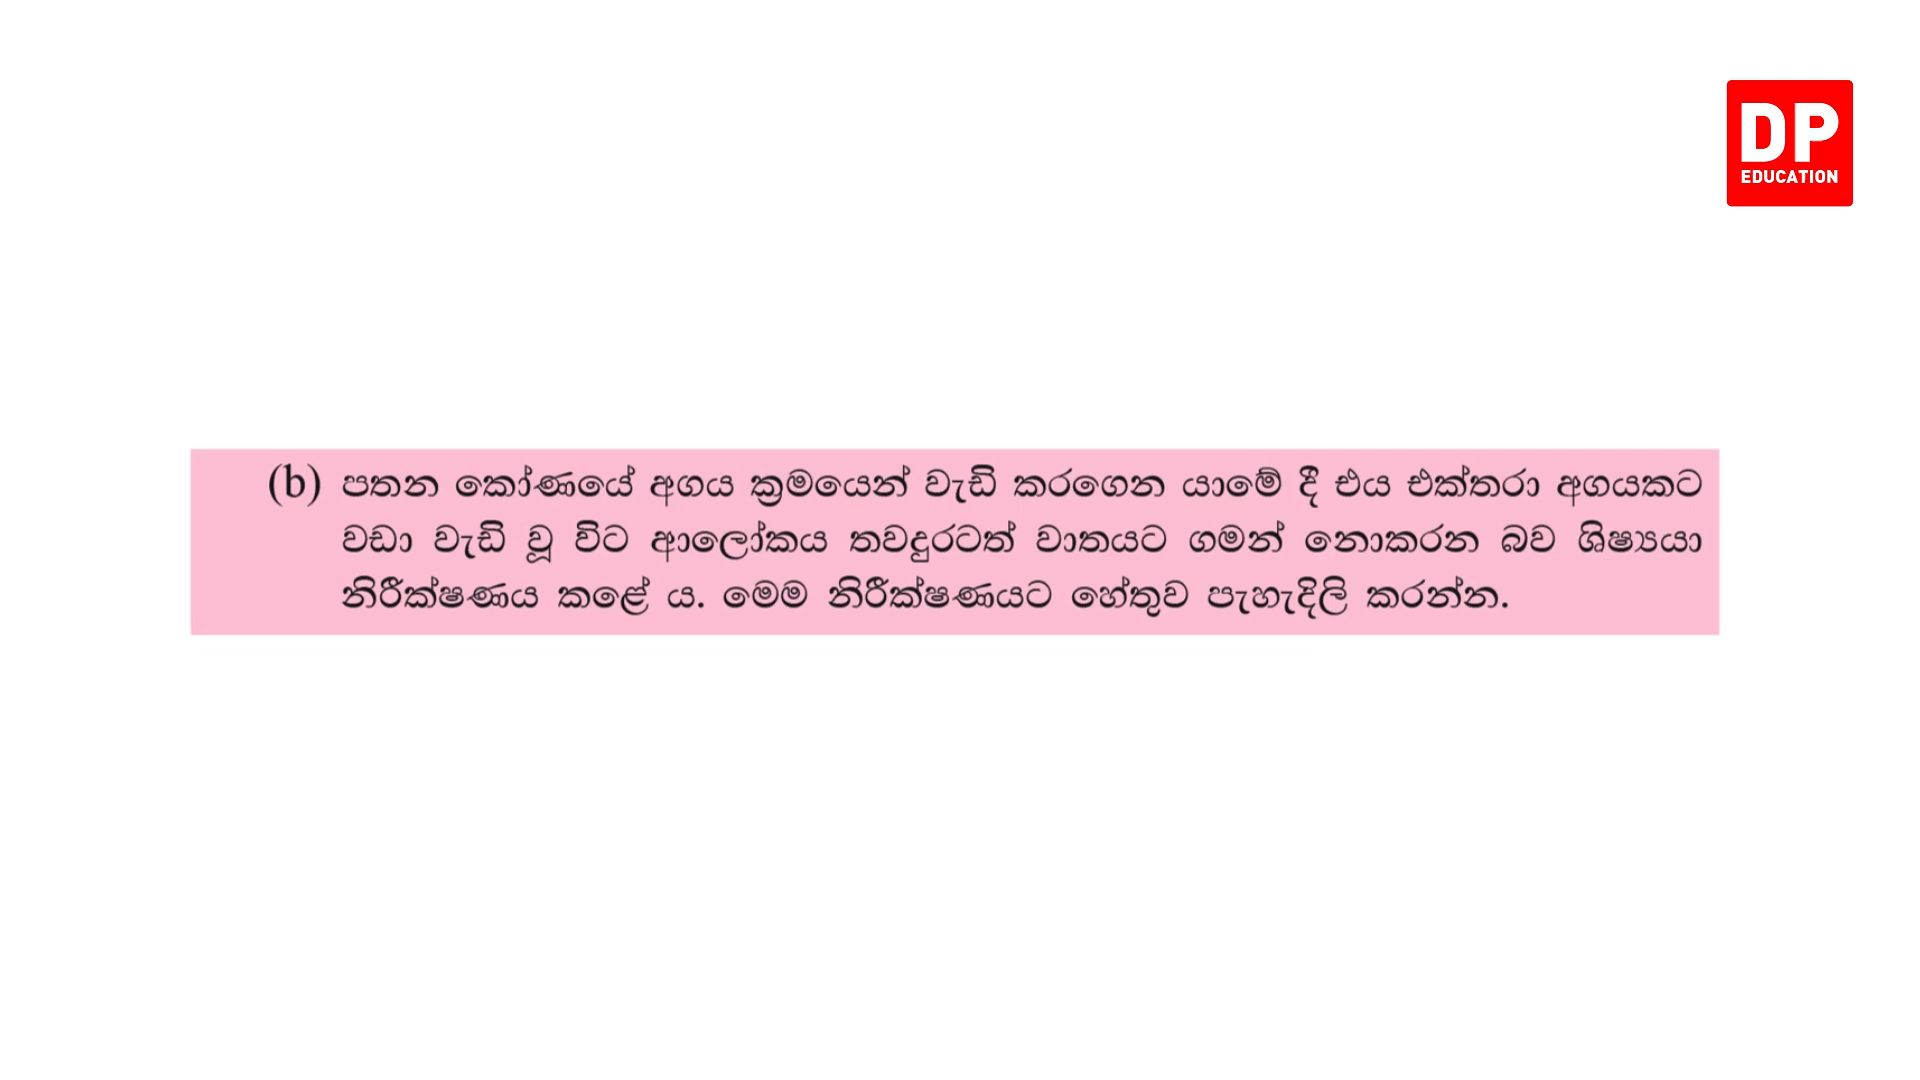 DP
EDUCATION
(b) පතන කෝණයේ අගය ක්‍රමයෙන් වැඩි කරගෙන යාමේ දී එය එක්තරා අගයකට
වඩා වැඩි වූ විට ආලෝකය තවදුරටත් වාතයට ගමන් නොකරන බව ශිෂ්‍යයා
නිරීක්ෂණය කළේ ය. මෙම නිරීක්ෂණයට හේතුව පැහැදිලි කරන්න.